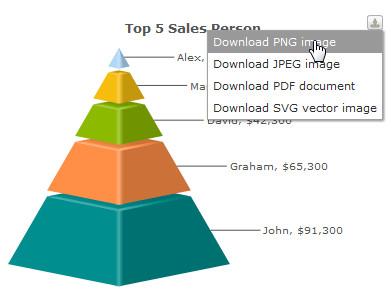 Top 5 Sales Person
Download PNG image
Download JPEG image
Download PDF document
Download SVG vector image
Alex,
David, $42,300
Graham, $65,300
John, $91,300